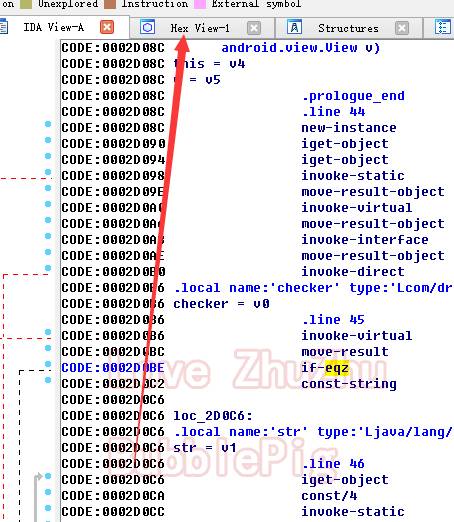 on Unexplored Instruction External symbol
IDA View-A Hex View-1 Structures
CODE:0002D08C android.view.View v)
CODE:0002D08C this = v4
CODE:0002D08C = v5
CODE:0002D08C .prologue_end
CODE:0002D08C .line 44
CODE:0002D08C new-instance
CODE:0002D090 iget-object
CODE:0002D094 iget-object
CODE:0002D098 invoke-static
CODE:0002D09E move-result-object
CODE:0002D0A0 invoke-virtual
CODE:0002D0A6 move-result-object
CODE:0002D0A8 invoke-interface
CODE:0002D0AE move-result-object
CODE:0002D0B0 invoke-direct
CODE:0002D0B6 .local name:'checker' type:'Lcom/dr
CODE:0002D0B6 checker = v0
CODE:0002D0B6 .line 45
CODE:0002D0B6 invoke-virtual
CODE:0002D0BC move-result
CODE:0002D0BE if-eqz
CODE:0002D0C2 const-string
CODE:0002D0C6
CODE:0002D0C6 loc_2D0C6:
CODE:0002D0C6 .local name:'str' type:'Ljava/lang/
CODE:0002D0C6 str = v1
CODE:0002D0C6 .line 46
CODE:0002D0C6 iget-object
CODE:0002D0CA const/4
CODE:0002D0CC invoke-static